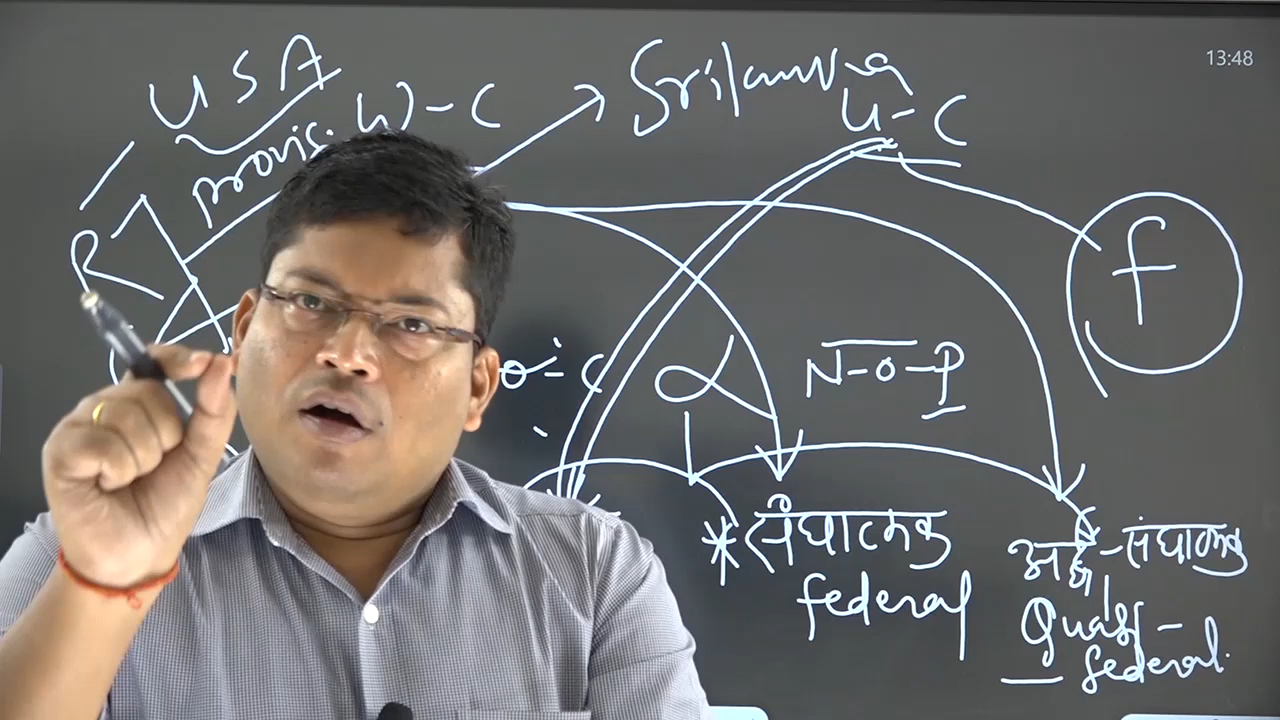 13:48
USA
provis. W-C
Srilanka
U-C
R
f
o-C
α
N-O-P
*संघात्मक
federal
अर्द्ध-संघात्मक
Quasi-
federal.